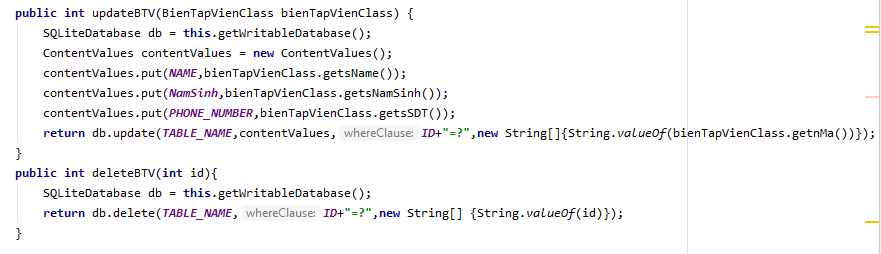 public int updateBTV(BienTapVienClass bienTapVienClass) {
SQLiteDatabase db = this.getWritableDatabase();
ContentValues contentValues = new ContentValues();
contentValues.put(NAME,bienTapVienClass.getsName());
contentValues.put(NamSinh,bienTapVienClass.getsNamSinh());
contentValues.put(PHONE_NUMBER,bienTapVienClass.getsSDT());
return db.update(TABLE_NAME,contentValues, whereClause: ID+"=?",new String[]{String.valueOf(bienTapVienClass.getnMa())});
}
public int deleteBTV(int id){
SQLiteDatabase db = this.getWritableDatabase();
return db.delete(TABLE_NAME, whereClause: ID+"=?",new String[] {String.valueOf(id)});
}